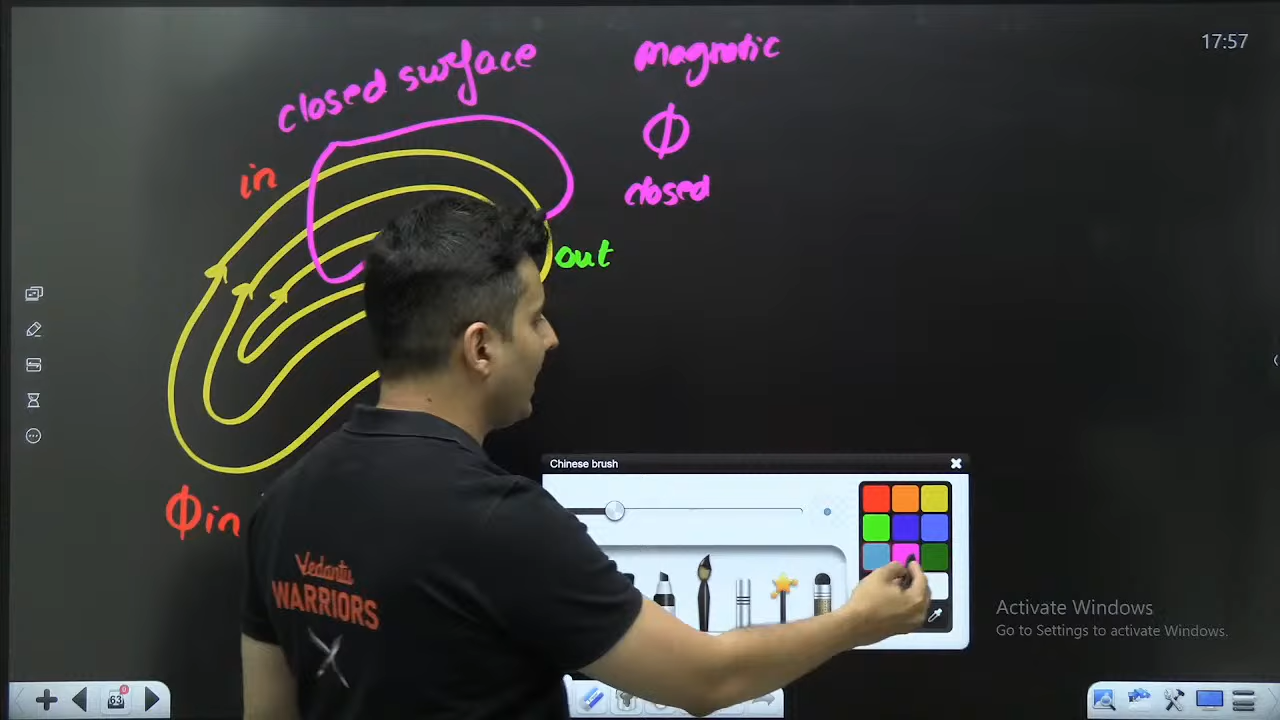 17:57
closed surface
magnetic
ϕ
closed
in
out
ϕin
Vedantu
WARRIORS
Chinese brush
Activate Windows
Go to Settings to activate Windows.
63